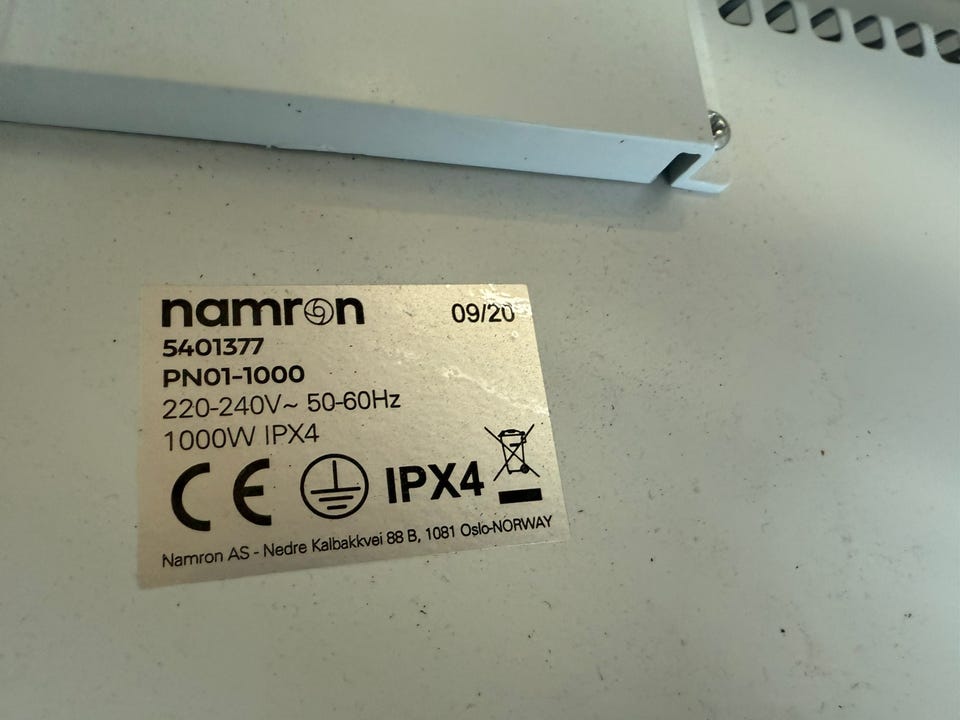 namron 09/20
5401377
PN01-1000
220-240V~ 50-60Hz
1000W IPX4
CE IPX4
Namron AS - Nedre Kalbakkvei 88 B, 1081 Oslo-NORWAY